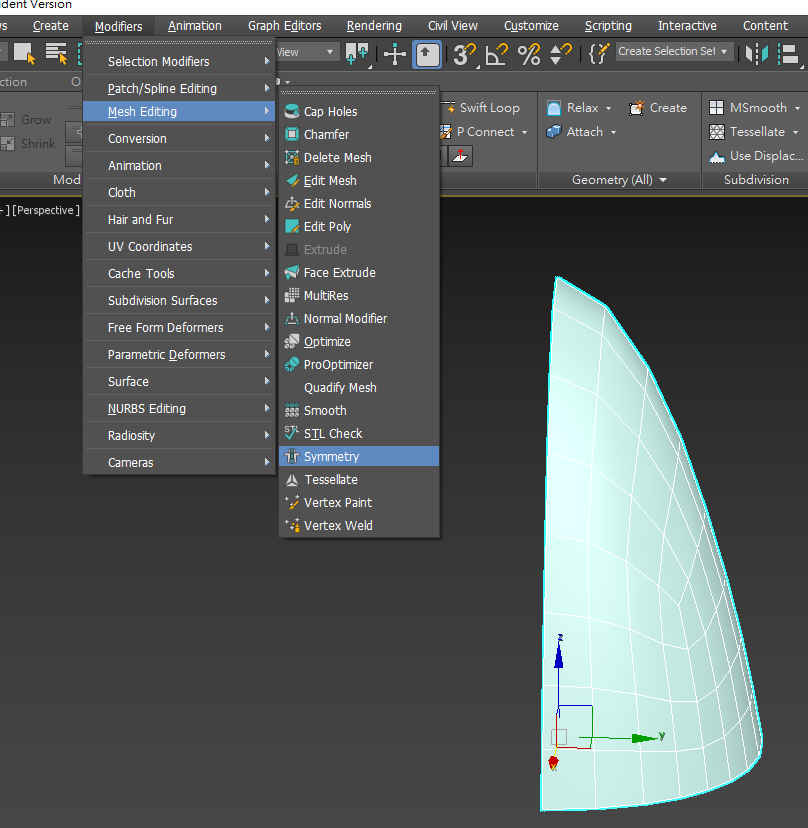 dent Version
Create Modifiers Animation Graph Editors Rendering Civil View Customize Scripting Interactive Content
View
3
Create Selection Set
ction
Grow
Shrink
Mod
Swift Loop
P Connect
Relax
Create
Attach
Geometry (All)
MSmooth
Tessellate
Use Displac...
Subdivision
[Perspective]
Selection Modifiers
Patch/Spline Editing
Mesh Editing
Conversion
Animation
Cloth
Hair and Fur
UV Coordinates
Cache Tools
Subdivision Surfaces
Free Form Deformers
Parametric Deformers
Surface
NURBS Editing
Radiosity
Cameras
Cap Holes
Chamfer
Delete Mesh
Edit Mesh
Edit Normals
Edit Poly
Extrude
Face Extrude
MultiRes
Normal Modifier
Optimize
ProOptimizer
Quadify Mesh
Smooth
STL Check
Symmetry
Tessellate
Vertex Paint
Vertex Weld
z
y
x